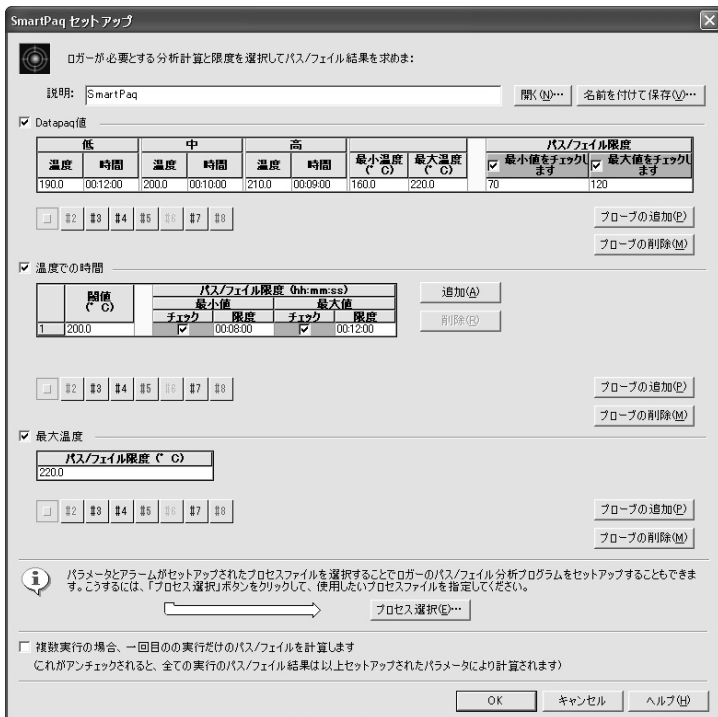 SmartPaq セットアップ
ロガーが必要とする分析計算と限度を選択してパス/フェイル結果を求めま:
説明: SmartPaq 開く(N)… 名前を付けて保存(V)…
Datapaq値
低 中 高 パス/フェイル限度
温度 時間 温度 時間 温度 時間 最小温度(°C) 最大温度(°C) 最小値をチェックします 最大値をチェックします
190.0 00:12:00 200.0 00:10:00 210.0 00:09:00 160.0 220.0 70 120
#2 #3 #4 #5 #6 #7 #8 プローブの追加(P)
プローブの削除(M)
温度での時間
閾値(°C) パス/フェイル限度 (hh:mm:ss) 追加(A)
最小値 最大値
チェック 限度 チェック 限度 削除(R)
1 200.0 00:08:00 00:12:00
#2 #3 #4 #5 #6 #7 #8 プローブの追加(P)
プローブの削除(M)
最大温度
パス/フェイル限度 (°C)
220.0
#2 #3 #4 #5 #6 #7 #8 プローブの追加(P)
プローブの削除(M)
パラメータとアラームがセットアップされたプロセスファイルを選択することでロガーのパス/フェイル分析プログラムをセットアップすることもできま
す。こうするには、「プロセス選択」ボタンをクリックして、使用したいプロセスファイルを指定してください。
プロセス選択(E)…
複数実行の場合、一回目のの実行だけのパス/フェイルを計算します
(これがアンチェックされると、全ての実行のパス/フェイル結果は以上セットアップされたパラメータにより計算されます)
OK キャンセル ヘルプ(H)